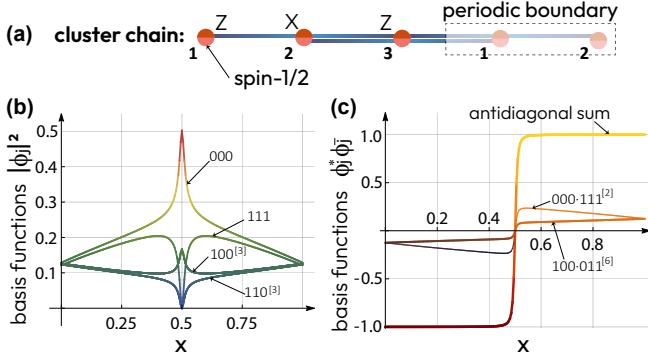 periodic boundary
(a) cluster chain:
Z X Z
1 2 3 1 2
spin-1/2
(b)
basis functions |ϕj|²
0.5
0.4
0.3
0.2
0.1
000
111
100[3]
110[3]
0.25 0.5 0.75
x
(c)
antidiagonal sum
basis functions ϕj* ϕj̄
1.0
0.5
0.2 0.4 0.6 0.8
-0.5
-1.0
000·111[2]
100·011[6]
x